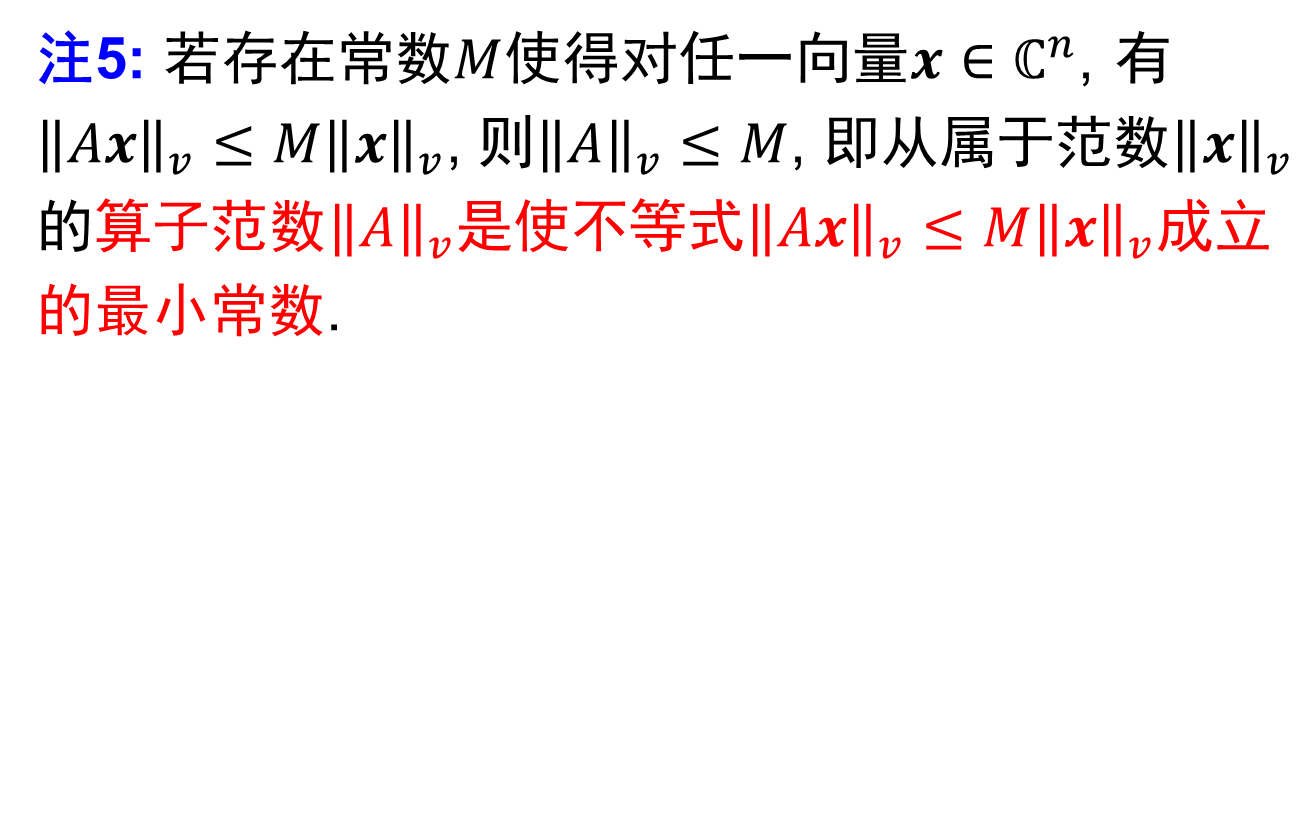 注5: 若存在常数𝑀使得对任一向量𝒙 ∈ ℂⁿ, 有
‖𝐴𝒙‖ᵥ ≤ 𝑀‖𝒙‖ᵥ, 则‖𝐴‖ᵥ ≤ 𝑀, 即从属于范数‖𝒙‖ᵥ
的算子范数‖𝐴‖ᵥ是使不等式‖𝐴𝒙‖ᵥ ≤ 𝑀‖𝒙‖ᵥ成立
的最小常数.